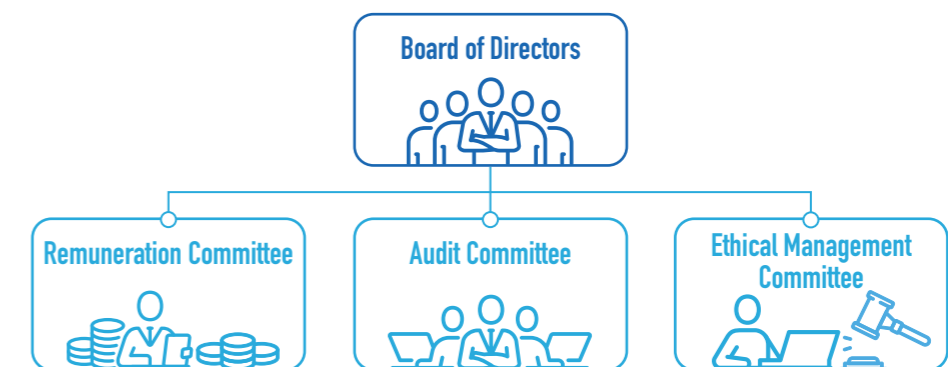 Board of Directors
Remuneration Committee
Audit Committee
Ethical Management
Committee